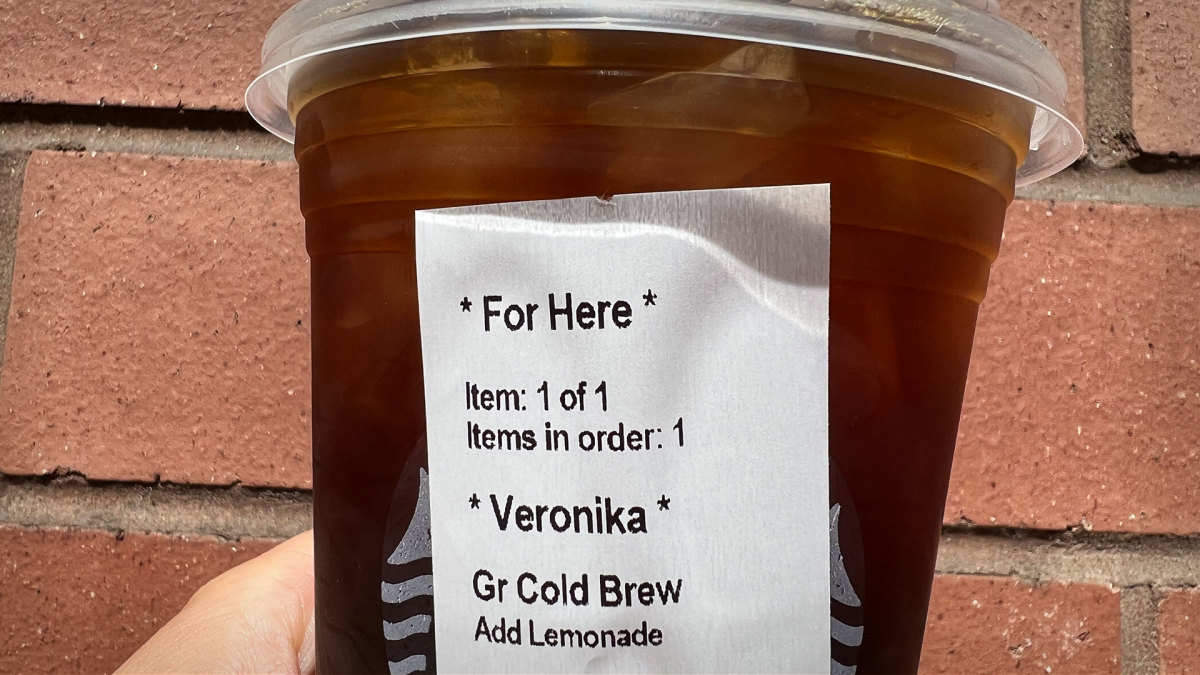 * For Here *
Item: 1 of 1
Items in order: 1
* Veronika *
Gr Cold Brew
Add Lemonade